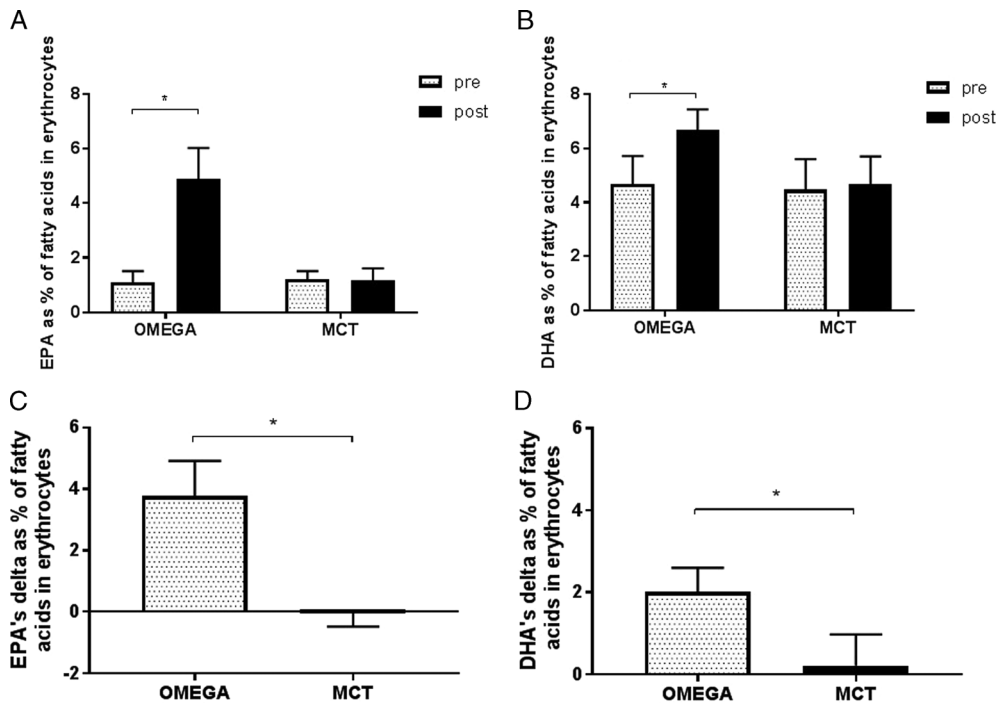 A
EPA as % of fatty acids in erythrocytes
8
6
4
2
0
*
pre
post
OMEGA
MCT
B
DHA as % of fatty acids in erythrocytes
8
6
4
2
0
*
pre
post
OMEGA
MCT
C
EPA's delta as % of fatty
acids in erythrocytes
6
4
2
0
-2
*
OMEGA
MCT
D
DHA's delta as % of fatty
acids in erythrocytes
6
4
2
0
*
OMEGA
MCT